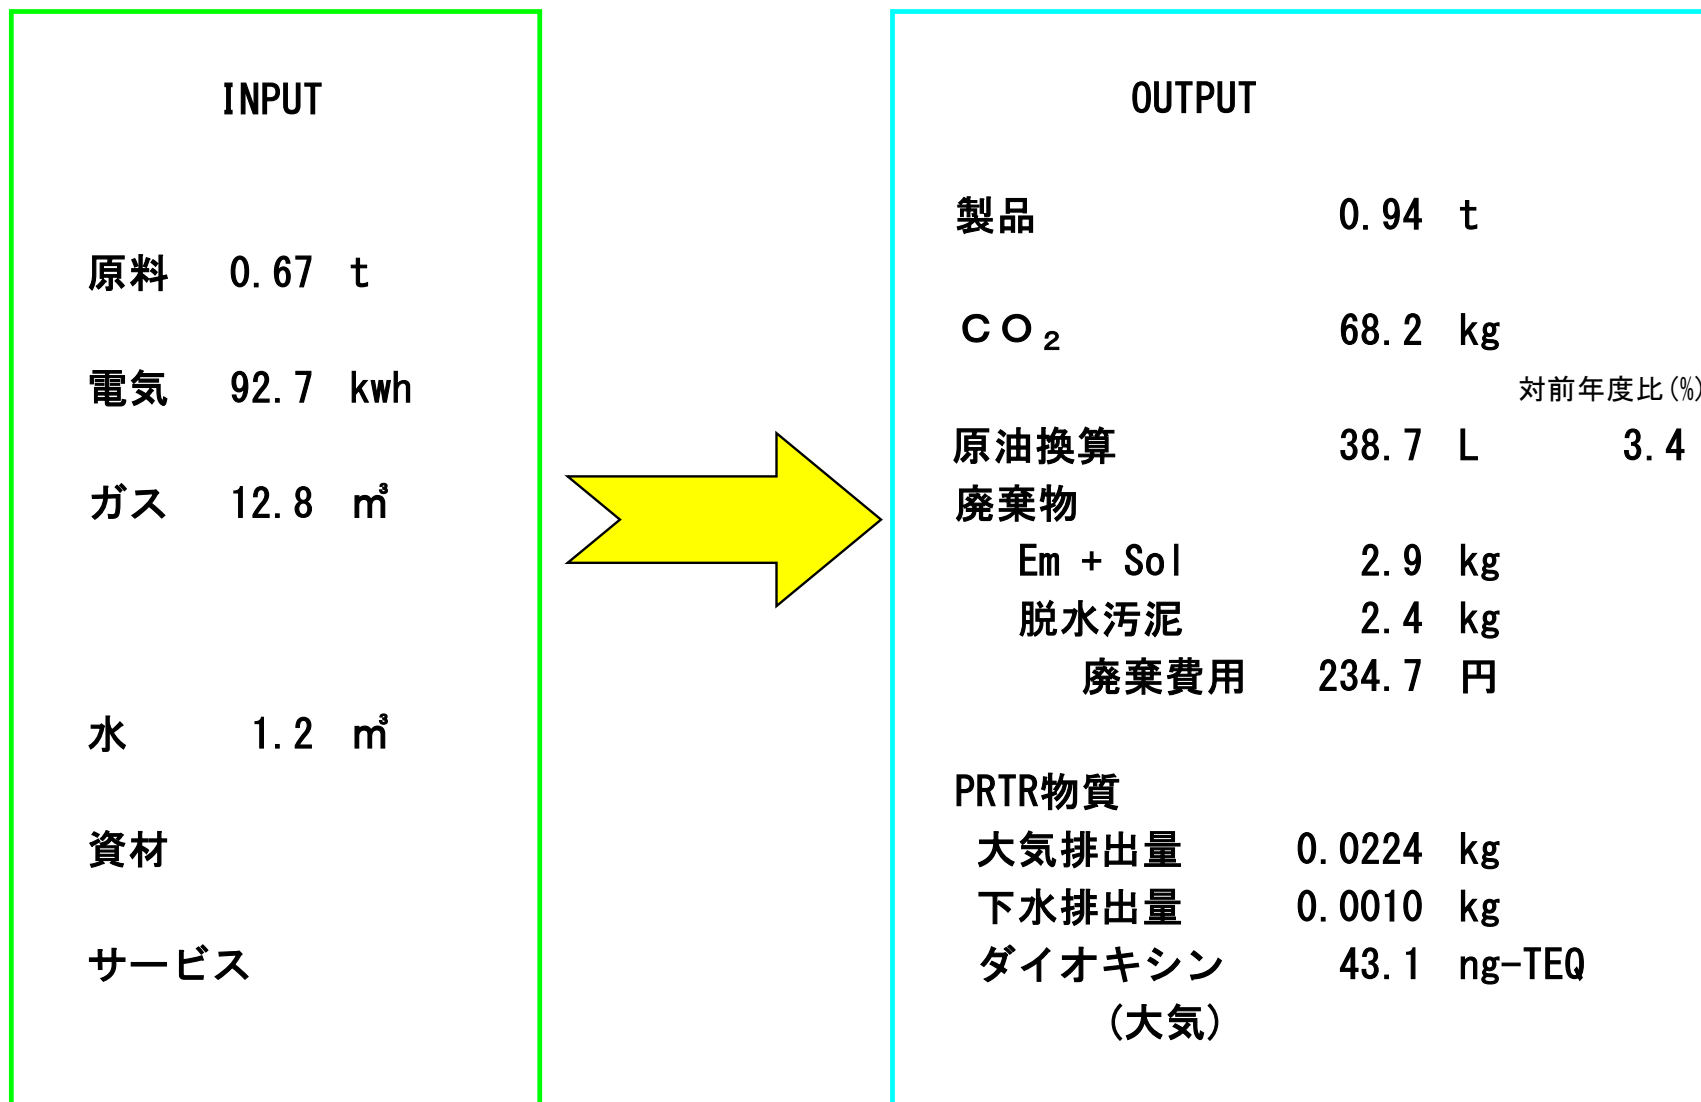 INPUT
原料 0.67 t
電気 92.7 kwh
ガス 12.8 ㎥
水 1.2 ㎥
資材
サービス
OUTPUT
製品 0.94 t
ＣＯ₂ 68.2 kg
対前年度比(%)
原油換算 38.7 L 3.4
廃棄物
Em + Sol 2.9 kg
脱水汚泥 2.4 kg
廃棄費用 234.7 円
PRTR物質
大気排出量 0.0224 kg
下水排出量 0.0010 kg
ダイオキシン 43.1 ng-TEQ
(大気)